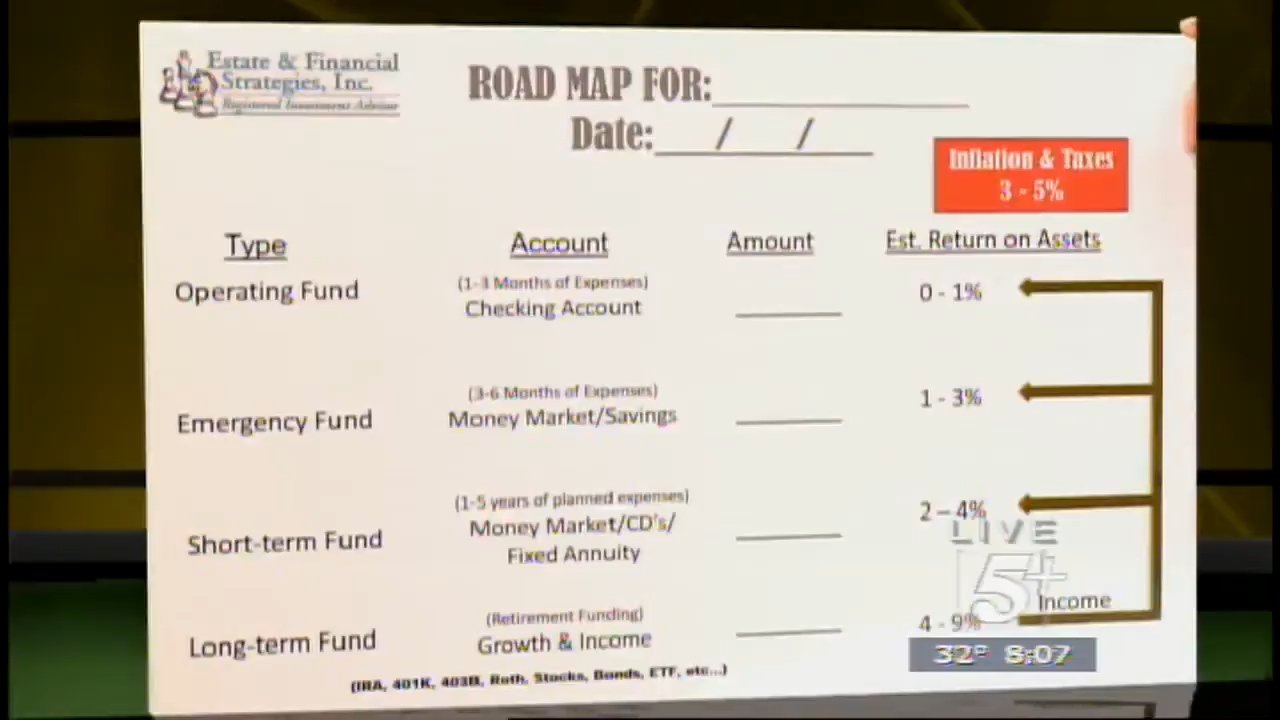 Estate & Financial
Strategies, Inc.
Registered Investment Advisor
ROAD MAP FOR:
Date: / /
Inflation & Taxes
3 - 5%
Type Account Amount Est. Return on Assets
(1-3 Months of Expenses)
Operating Fund Checking Account 0 - 1%
(3-6 Months of Expenses)
Emergency Fund Money Market/Savings 1 - 3%
(1-5 years of planned expenses)
Short-term Fund Money Market/CD's/ 2 – 4%
Fixed Annuity
LIVE
5+
Income
(Retirement Funding)
Long-term Fund Growth & Income 4 - 9%
(IRA, 401K, 403B, Roth, Stocks, Bonds, ETF, etc...)
32° 8:07